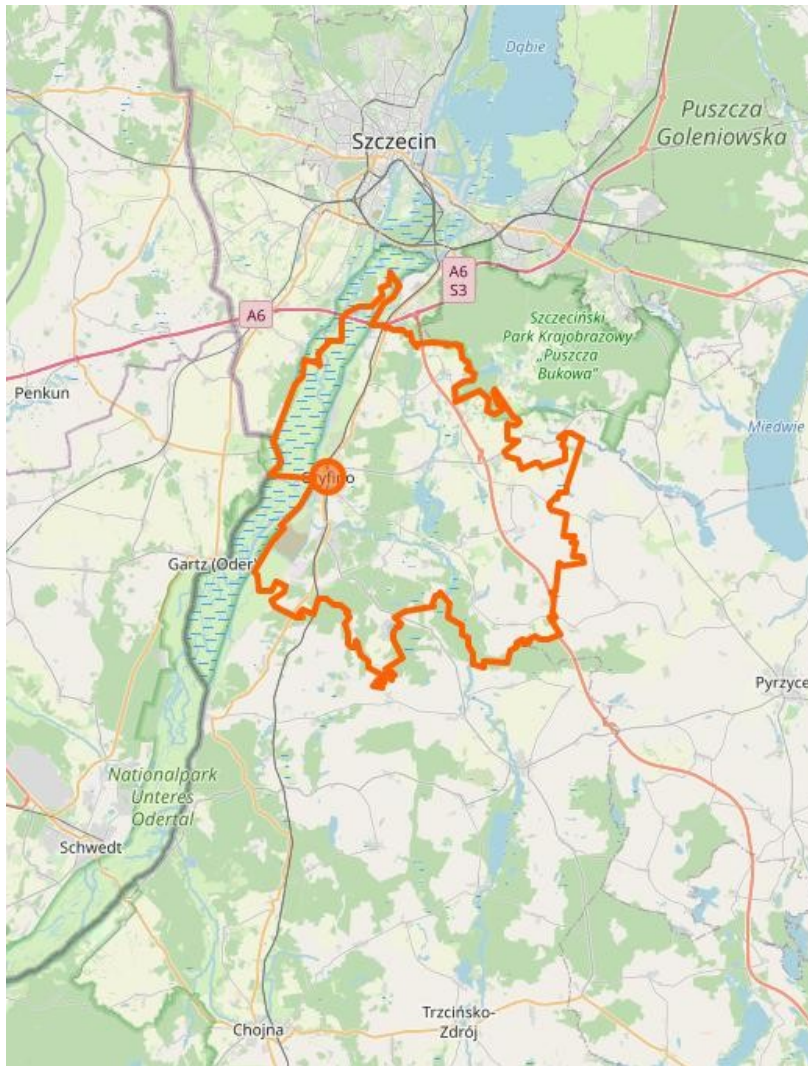 Dąbie
Puszcza
Goleniowska
Szczecin
A6
S3
A6
Szczeciński
Park Krajobrazowy
„Puszcza
Bukowa"
Penkun
Miedwie
Gryfino
Gartz (Oder)
Pyrzyce
Nationalpark
Unteres
Odertal
Schwedt
Trzcińsko-
Zdrój
Chojna